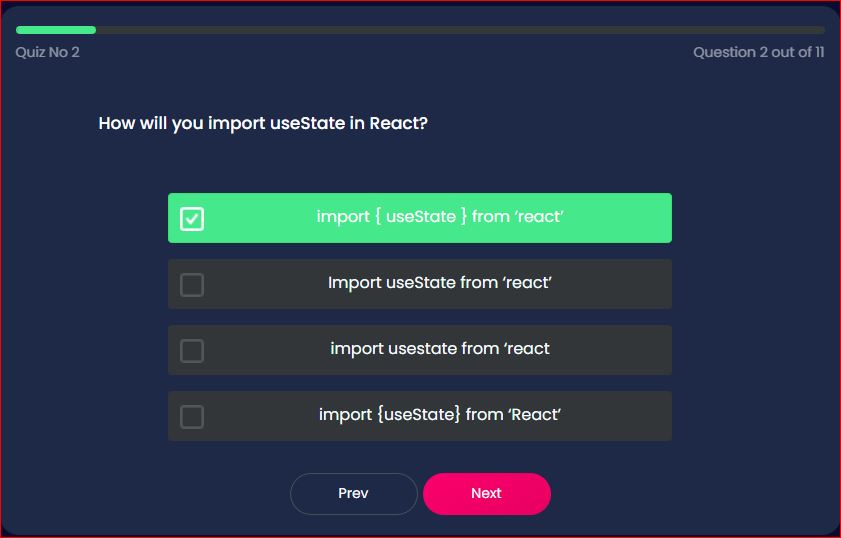 Quiz No 2
Question 2 out of 11
How will you import useState in React?
import { useState } from ‘react’
Import useState from ‘react’
import usestate from ‘react
import {useState} from ‘React’
Prev
Next